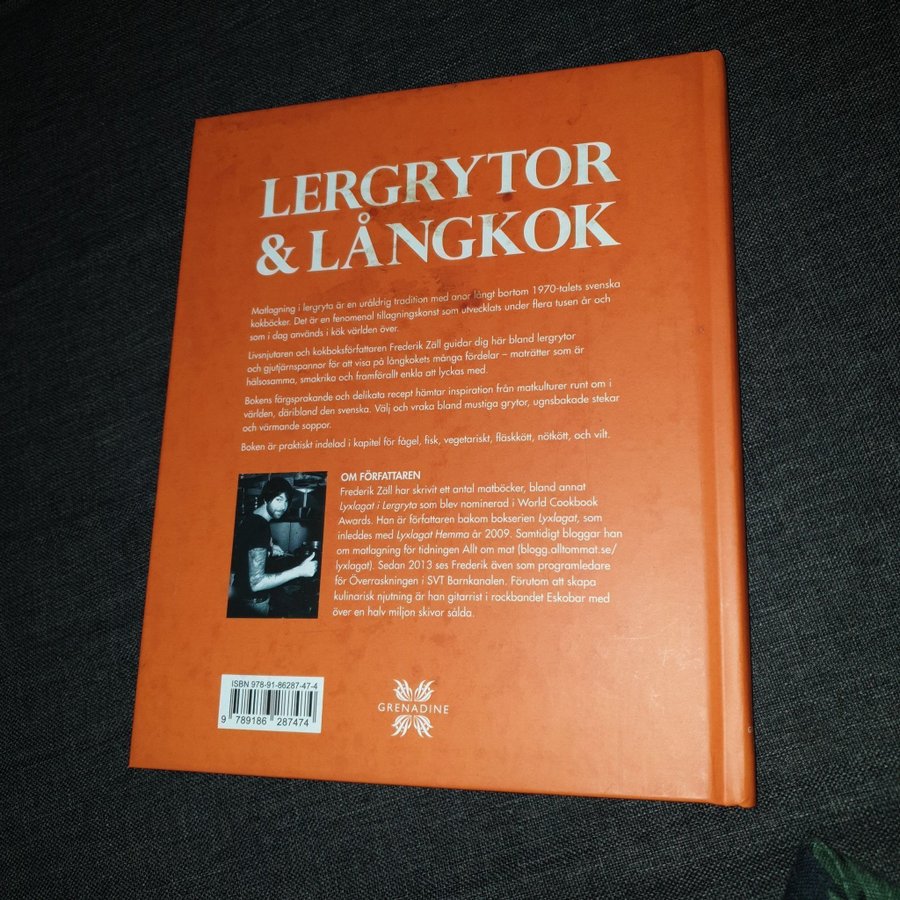 LERGRYTOR
& LÅNGKOK
Matlagning i lergryta är en uråldrig tradition med anor långt bortom 1970-talets svenska
kokböcker. Det är en fenomenal tillagningskonst som utvecklats under flera tusen år och
som i dag används i kök världen över.
Livsnjutaren och kokboksförfattaren Frederik Zäll guidar dig här bland lergrytor
och gjutjärnspannor för att visa på långkokets många fördelar – maträtter som är
hälsosamma, smakrika och framförallt enkla att lyckas med.
Bokens färgsprakande och delikata recept hämtar inspiration från matkulturer runt om i
världen, däribland den svenska. Välj och vraka bland mustiga grytor, ugnsbakade stekar
och värmande soppor.
Boken är praktiskt indelad i kapitel för fågel, fisk, vegetariskt, fläskkött, nötkött, och vilt.
OM FÖRFATTAREN
Frederik Zäll har skrivit ett antal matböcker, bland annat
Lyxlagat i Lergryta som blev nominerad i World Cookbook
Awards. Han är författaren bakom bokserien Lyxlagat, som
inleddes med Lyxlagat Hemma år 2009. Samtidigt bloggar han
om matlagning för tidningen Allt om mat (blogg.alltommat.se/
lyxlagat). Sedan 2013 ses Frederik även som programledare
för Överraskningen i SVT Barnkanalen. Förutom att skapa
kulinarisk njutning är han gitarrist i rockbandet Eskobar med
över en halv miljon skivor sålda.
ISBN 978-91-86287-47-4
9 789186 287474
GRENADINE